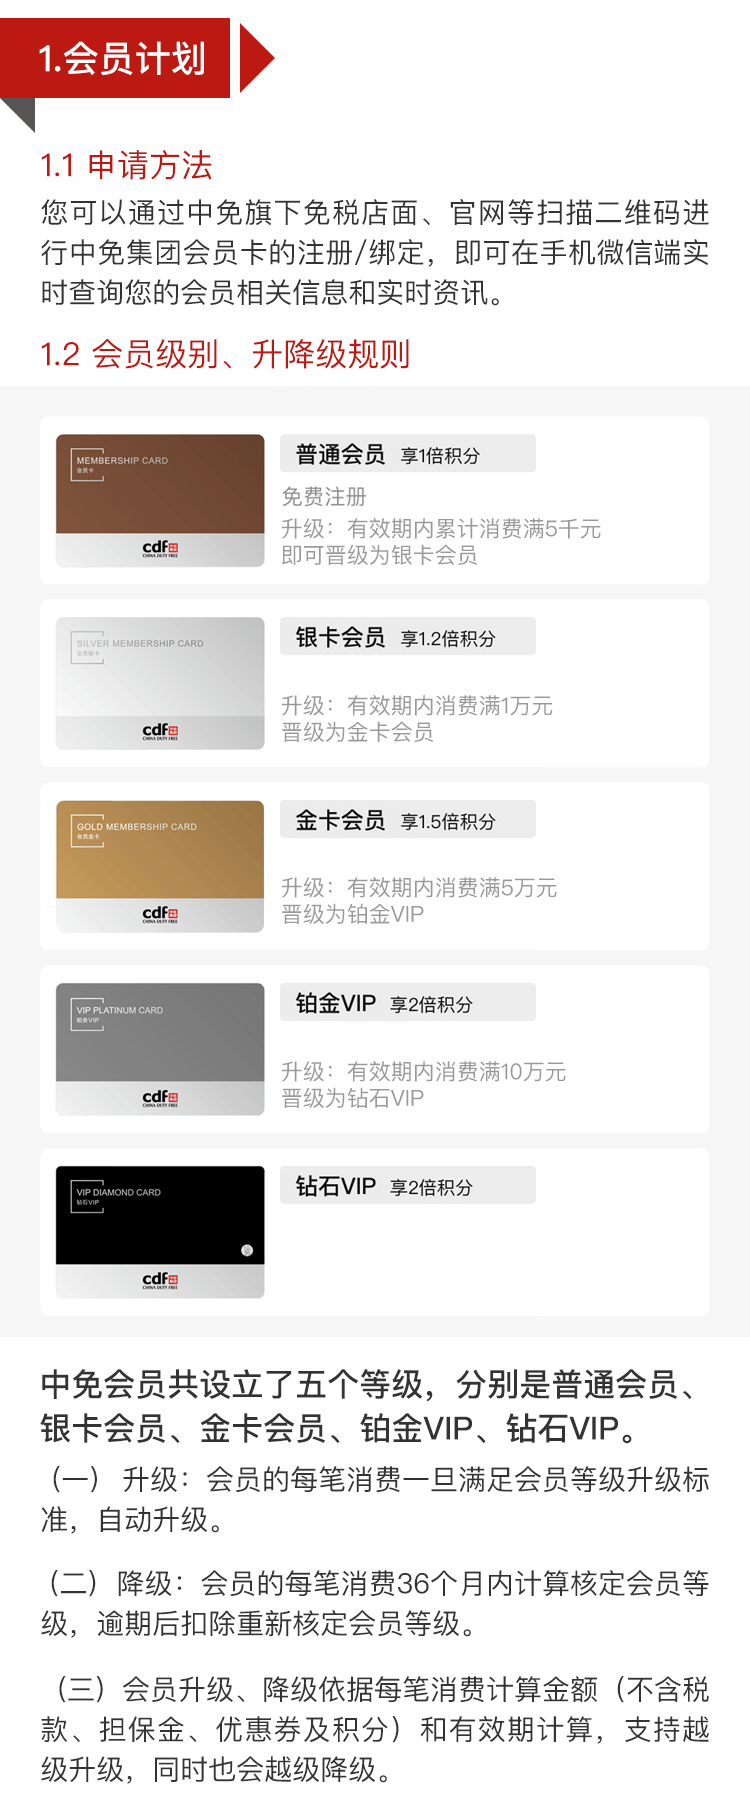 1.会员计划
1.1 申请方法
您可以通过中免旗下免税店面、官网等扫描二维码进
行中免集团会员卡的注册/绑定，即可在手机微信端实
时查询您的会员相关信息和实时资讯。
1.2 会员级别、升降级规则
MEMBERSHIP CARD
会员卡
cdf
CHINA DUTY FREE
普通会员 享1倍积分
免费注册
升级：有效期内累计消费满5千元
即可晋级为银卡会员
SILVER MEMBERSHIP CARD
会员银卡
cdf
CHINA DUTY FREE
银卡会员 享1.2倍积分
升级：有效期内消费满1万元
晋级为金卡会员
GOLD MEMBERSHIP CARD
会员金卡
cdf
CHINA DUTY FREE
金卡会员 享1.5倍积分
升级：有效期内消费满5万元
晋级为铂金VIP
VIP PLATINUM CARD
铂金VIP
cdf
CHINA DUTY FREE
铂金VIP 享2倍积分
升级：有效期内消费满10万元
晋级为钻石VIP
VIP DIAMOND CARD
钻石VIP
cdf
CHINA DUTY FREE
钻石VIP 享2倍积分
中免会员共设立了五个等级，分别是普通会员、
银卡会员、金卡会员、铂金VIP、钻石VIP。
（一） 升级：会员的每笔消费一旦满足会员等级升级标
准，自动升级。
（二）降级：会员的每笔消费36个月内计算核定会员等
级，逾期后扣除重新核定会员等级。
（三）会员升级、降级依据每笔消费计算金额（不含税
款、担保金、优惠券及积分）和有效期计算，支持越
级升级，同时也会越级降级。